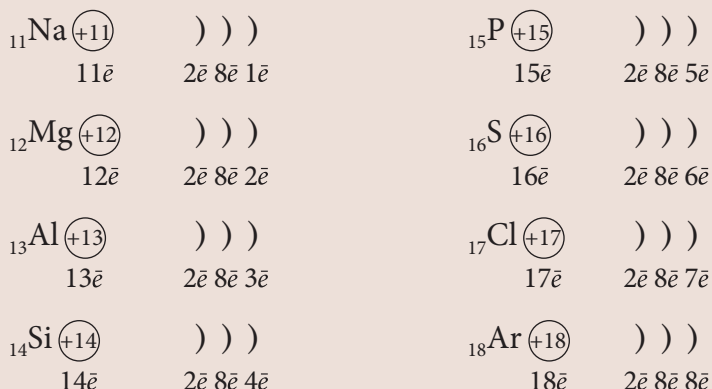 ₁₁Na +11 ) ) )
11ē 2ē 8ē 1ē
₁₂Mg +12 ) ) )
12ē 2ē 8ē 2ē
₁₃Al +13 ) ) )
13ē 2ē 8ē 3ē
₁₄Si +14 ) ) )
14ē 2ē 8ē 4ē
₁₅P +15 ) ) )
15ē 2ē 8ē 5ē
₁₆S +16 ) ) )
16ē 2ē 8ē 6ē
₁₇Cl +17 ) ) )
17ē 2ē 8ē 7ē
₁₈Ar +18 ) ) )
18ē 2ē 8ē 8ē